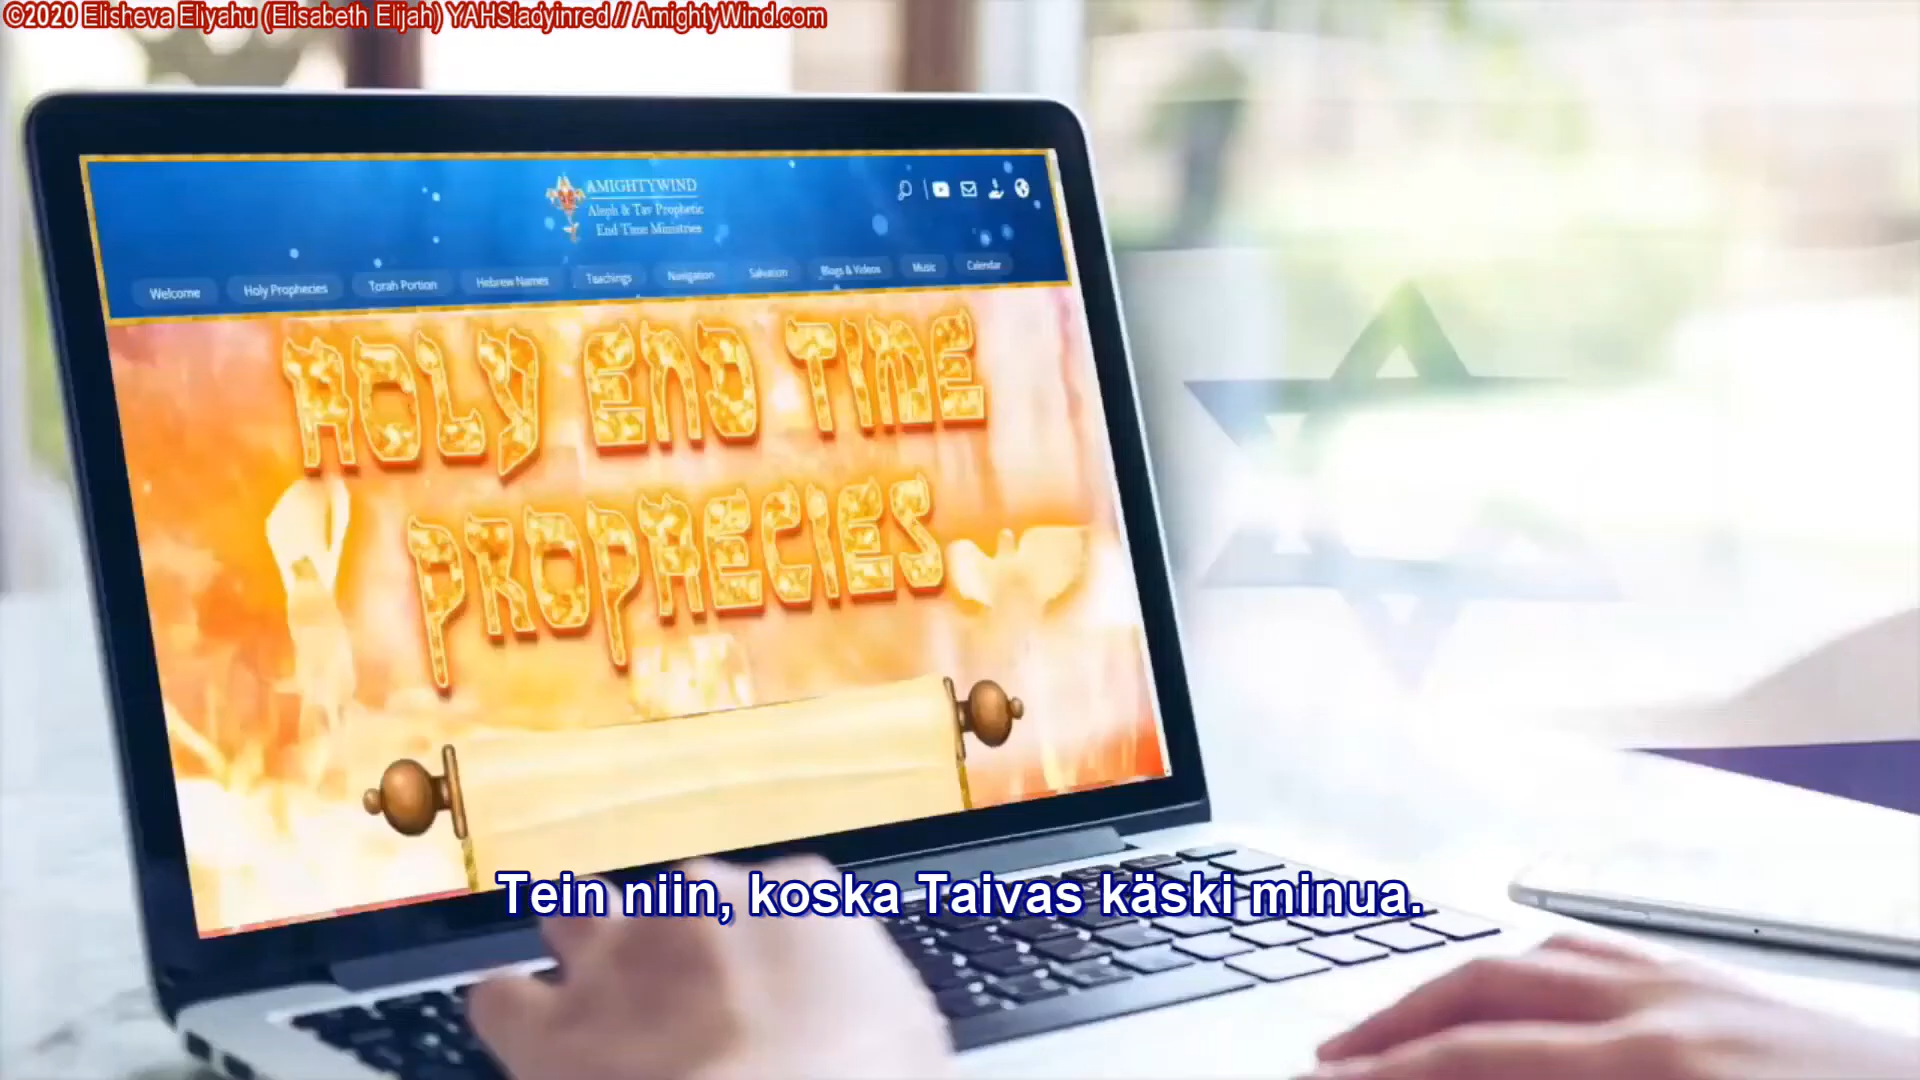 ©2020 Elisheva Eliyahu (Elisabeth Elijah) YAHSladyinred // AmightyWind.com
AMIGHTYWIND
Aleph & Tav Prophetic
End Time Ministries
Welcome Holy Prophecies Torah Portion Hebrew Names Teachings Navigation Salvation Blogs & Videos Music Calendar
HOLY END TIME
PROPHECIES
Tein niin, koska Taivas käski minua.